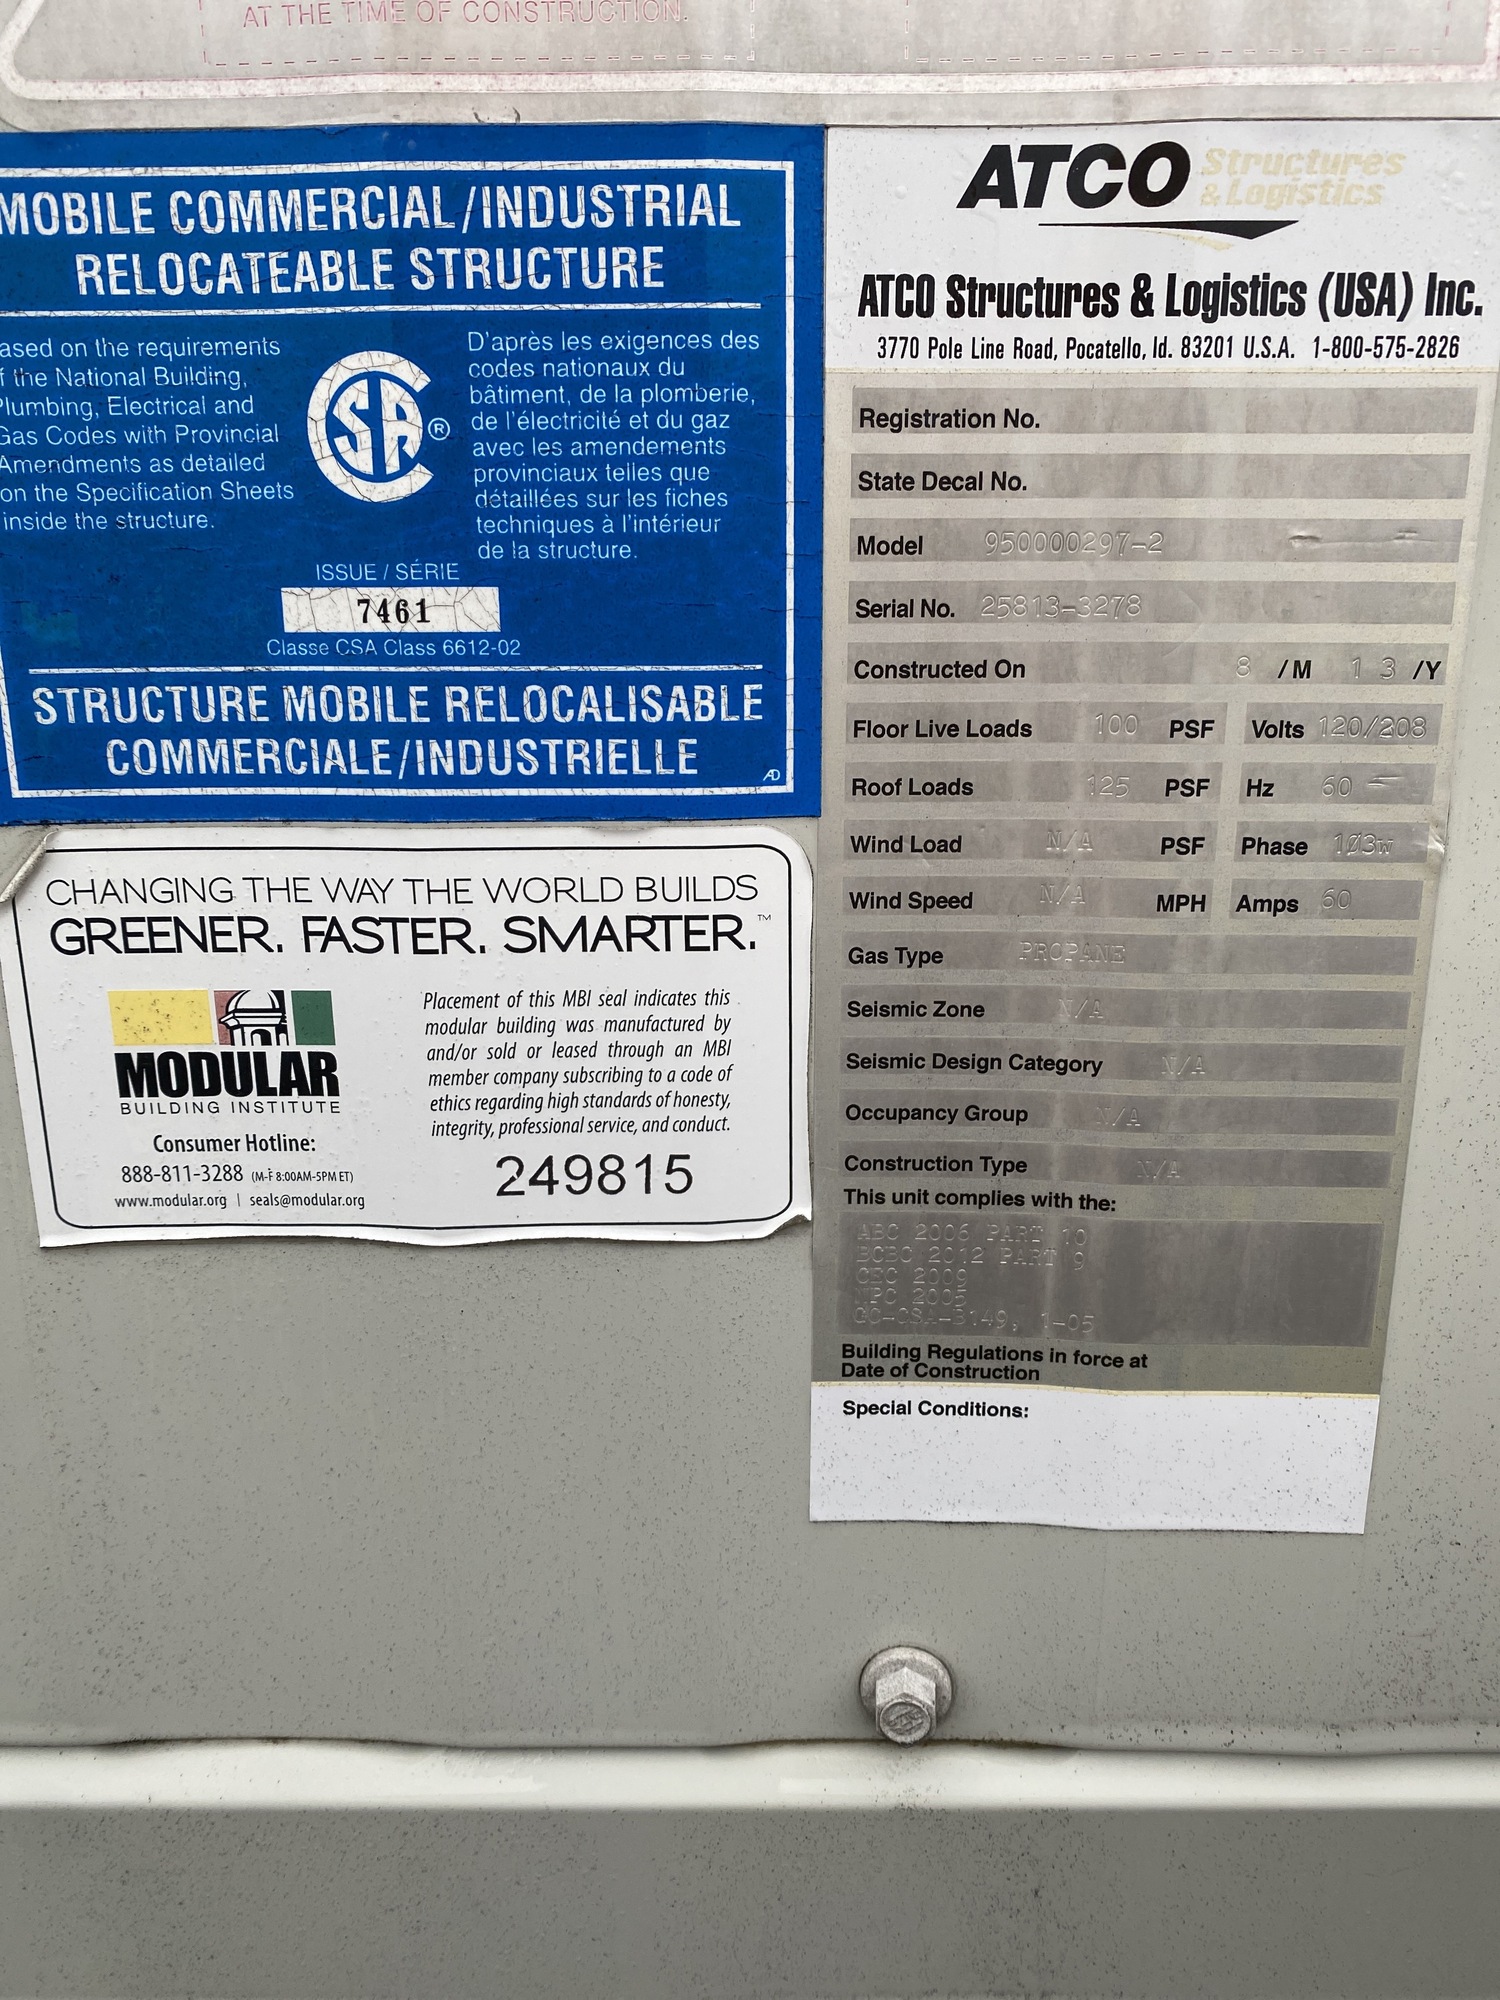 AT THE TIME OF CONSTRUCTION.
MOBILE COMMERCIAL/INDUSTRIAL
RELOCATEABLE STRUCTURE
ased on the requirements
f the National Building,
Plumbing, Electrical and
Gas Codes with Provincial
Amendments as detailed
on the Specification Sheets
inside the structure.
CSA ®
D'après les exigences des
codes nationaux du
bâtiment, de la plomberie,
de l'électricité et du gaz
avec les amendements
provinciaux telles que
détaillées sur les fiches
techniques à l'intérieur
de la structure.
ISSUE / SÉRIE
7461
Classe CSA Class 6612-02
STRUCTURE MOBILE RELOCALISABLE
COMMERCIALE/INDUSTRIELLE
CHANGING THE WAY THE WORLD BUILDS
GREENER. FASTER. SMARTER.™
MODULAR
BUILDING INSTITUTE
Consumer Hotline:
888-811-3288 (M-F 8:00AM-5PM ET)
www.modular.org | seals@modular.org
Placement of this MBI seal indicates this
modular building was manufactured by
and/or sold or leased through an MBI
member company subscribing to a code of
ethics regarding high standards of honesty,
integrity, professional service, and conduct.
249815
ATCO Structures
& Logistics
ATCO Structures & Logistics (USA) Inc.
3770 Pole Line Road, Pocatello, Id. 83201 U.S.A. 1-800-575-2826
Registration No.
State Decal No.
Model 950000297-2
Serial No. 25813-3278
Constructed On 8 /M 13 /Y
Floor Live Loads 100 PSF Volts 120/208
Roof Loads 125 PSF Hz 60
Wind Load N/A PSF Phase 1Ø3w
Wind Speed N/A MPH Amps 60
Gas Type PROPANE
Seismic Zone N/A
Seismic Design Category N/A
Occupancy Group N/A
Construction Type N/A
This unit complies with the:
ABC 2006 PART 10
BCBC 2012 PART 9
CEC 2009
NPC 2005
GC-CSA-B149, 1-05
Building Regulations in force at
Date of Construction
Special Conditions: